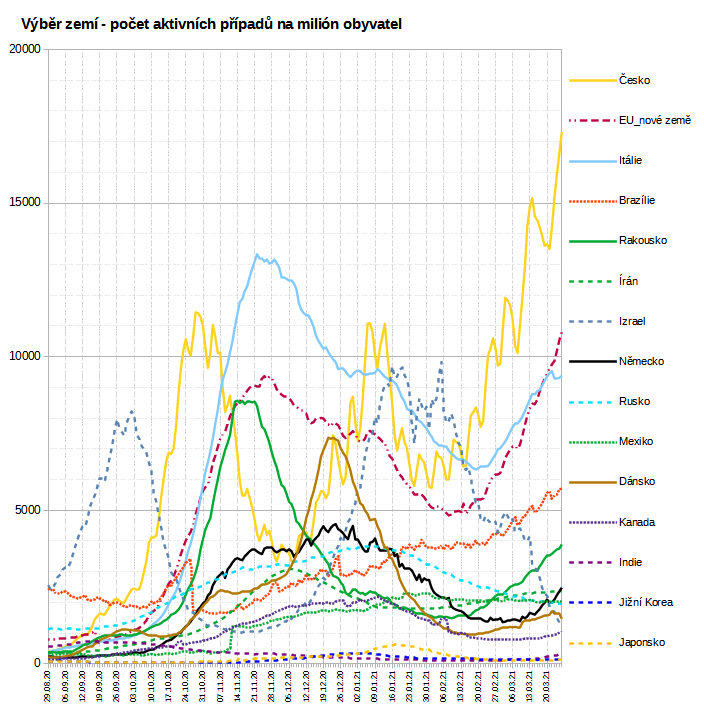 Výběr zemí - počet aktivních případů na milión obyvatel
20000
15000
10000
5000
0
29.08.20
05.09.20
12.09.20
19.09.20
26.09.20
03.10.20
10.10.20
17.10.20
24.10.20
31.10.20
07.11.20
14.11.20
21.11.20
28.11.20
05.12.20
12.12.20
19.12.20
26.12.20
02.01.21
09.01.21
16.01.21
23.01.21
30.01.21
06.02.21
13.02.21
20.02.21
27.02.21
06.03.21
13.03.21
20.03.21
Česko
EU_nové země
Itálie
Brazílie
Rakousko
Írán
Izrael
Německo
Rusko
Mexiko
Dánsko
Kanada
Indie
Jižní Korea
Japonsko